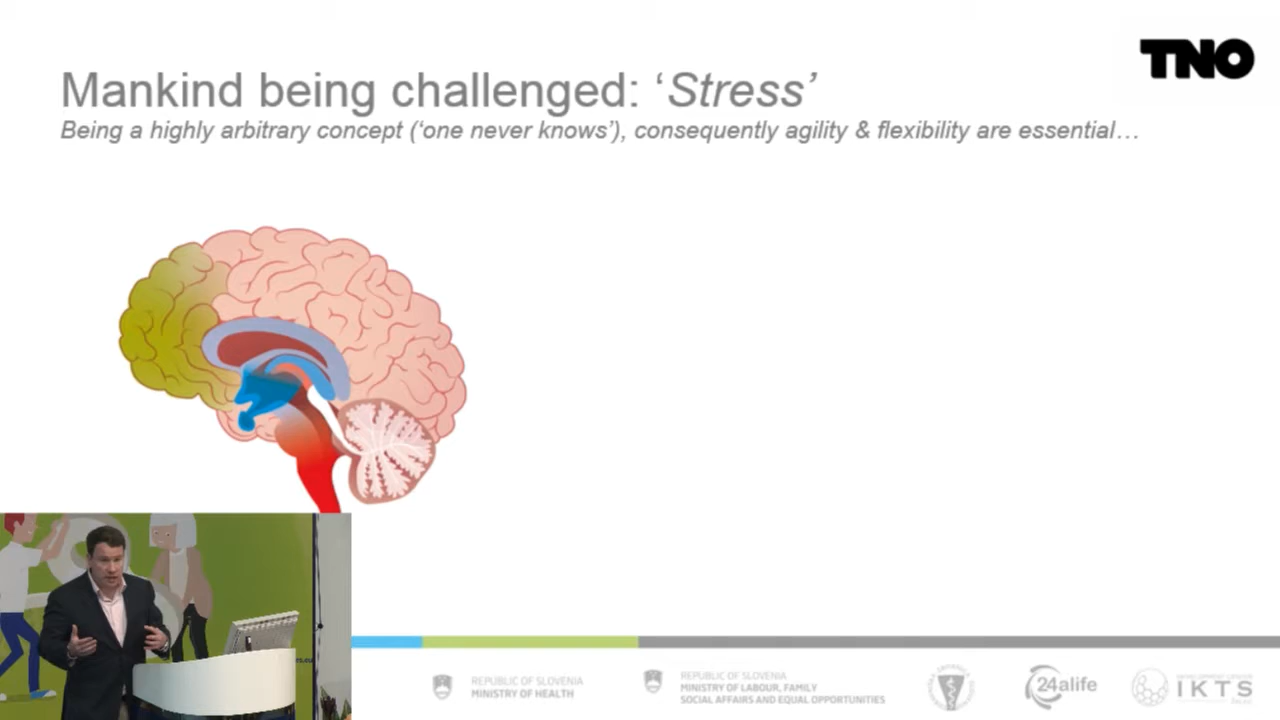 TNO
Mankind being challenged: ‘Stress’
Being a highly arbitrary concept (‘one never knows’), consequently agility & flexibility are essential…
REPUBLIC OF SLOVENIA
MINISTRY OF HEALTH
REPUBLIC OF SLOVENIA
MINISTRY OF LABOUR, FAMILY
SOCIAL AFFAIRS AND EQUAL OPPORTUNITIES
24alife
IKTS